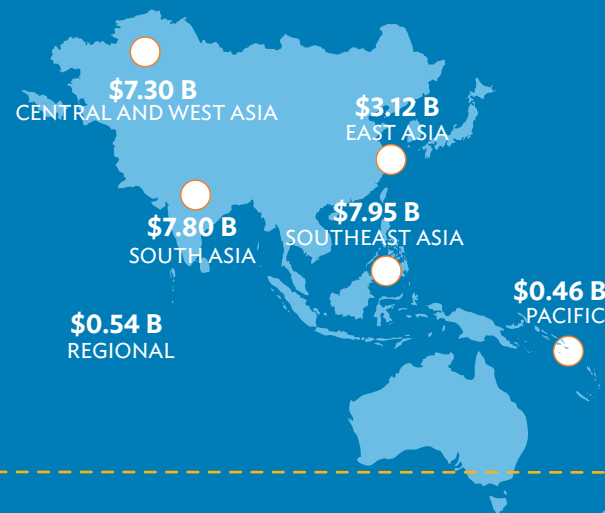 $7.30 B
CENTRAL AND WEST ASIA
$3.12 B
EAST ASIA
$7.80 B
SOUTH ASIA
$7.95 B
SOUTHEAST ASIA
$0.46 B
PACIFIC
$0.54 B
REGIONAL